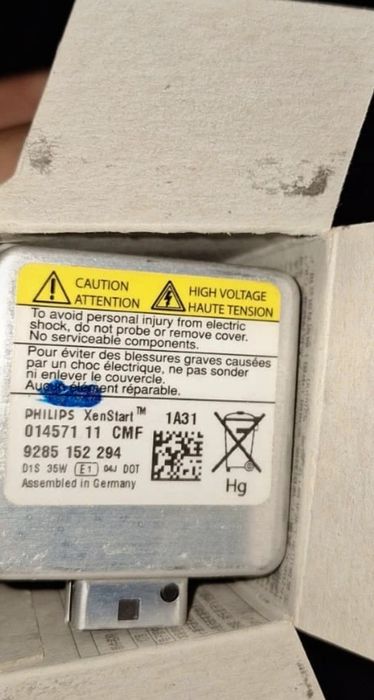 CAUTION
ATTENTION
HIGH VOLTAGE
HAUTE TENSION
To avoid personal injury from electric
shock, do not probe or remove cover.
No serviceable components.
Pour éviter des blessures graves causées
par un choc électrique, ne pas sonder
ni enlever le couvercle.
Aucun élément réparable.
PHILIPS XenStart™ 1A31
014571 11 CMF
9285 152 294
D1S 35W E1 04J DOT
Assembled in Germany
Hg